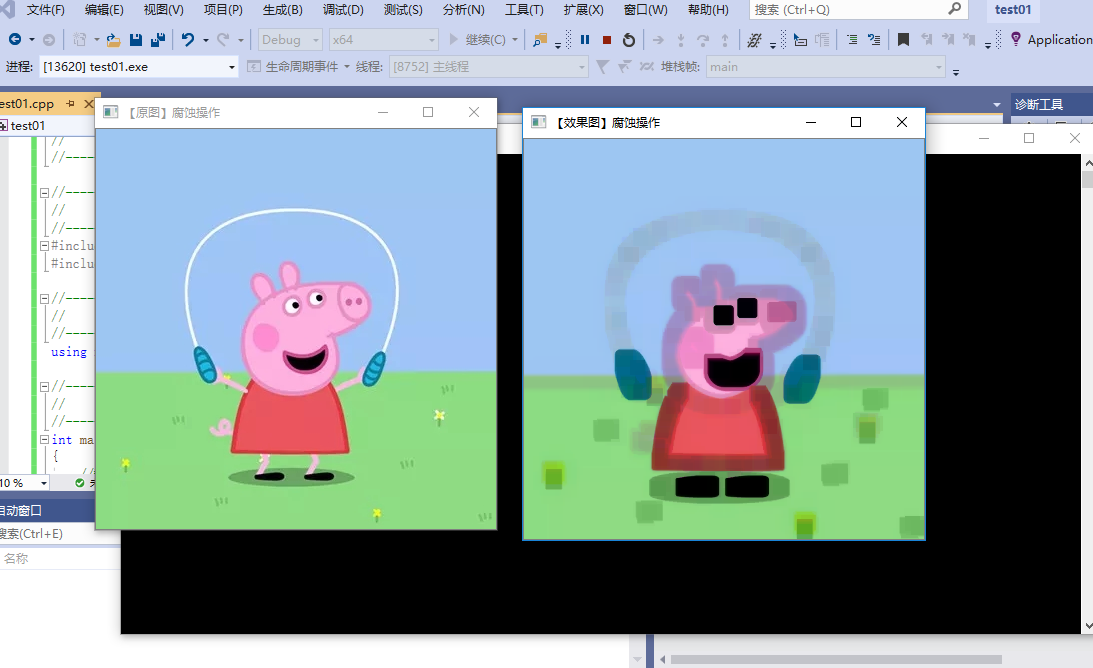 文件(F) 编辑(E) 视图(V) 项目(P) 生成(B) 调试(D) 测试(S) 分析(N) 工具(T) 扩展(X) 窗口(W) 帮助(H) 搜索 (Ctrl+Q) test01
Debug x64 继续(C) Application
进程: [13620] test01.exe 生命周期事件 线程: [8752] 主线程 堆栈帧: main
est01.cpp 【原图】腐蚀操作 【效果图】腐蚀操作 诊断工具
test01
//
//----
//----
//
//----
#inclu
#inclu
//----
//
//----
using
//----
//
//----
int ma
{
10 %
自动窗口
搜索(Ctrl+E)
名称